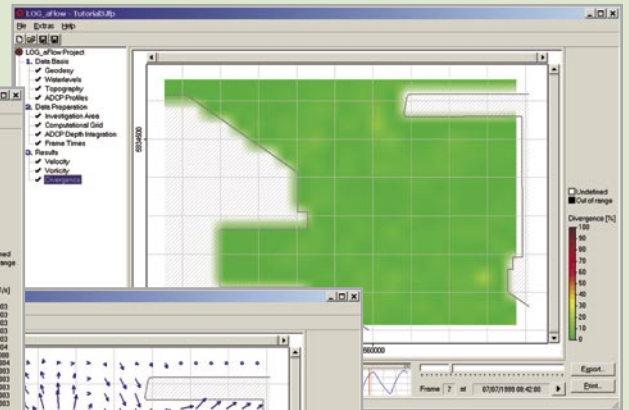 LOG_aFlow - Tutorial3.lfp
File Extras Help
LOG_aFlow Project
1. Data Basis
Geodesy
Waterlevels
Topography
ADCP Profiles
2. Data Preparation
Investigation Area
Computational Grid
ADCP Depth Integration
Frame Times
3. Results
Velocity
Vorticity
Divergence
5934600
560000
Undefined
Out of range
Divergence [%]
100
90
80
70
60
50
40
30
20
10
0
Export...
Print...
Frame 7 at 07/07/1999 08:42:00